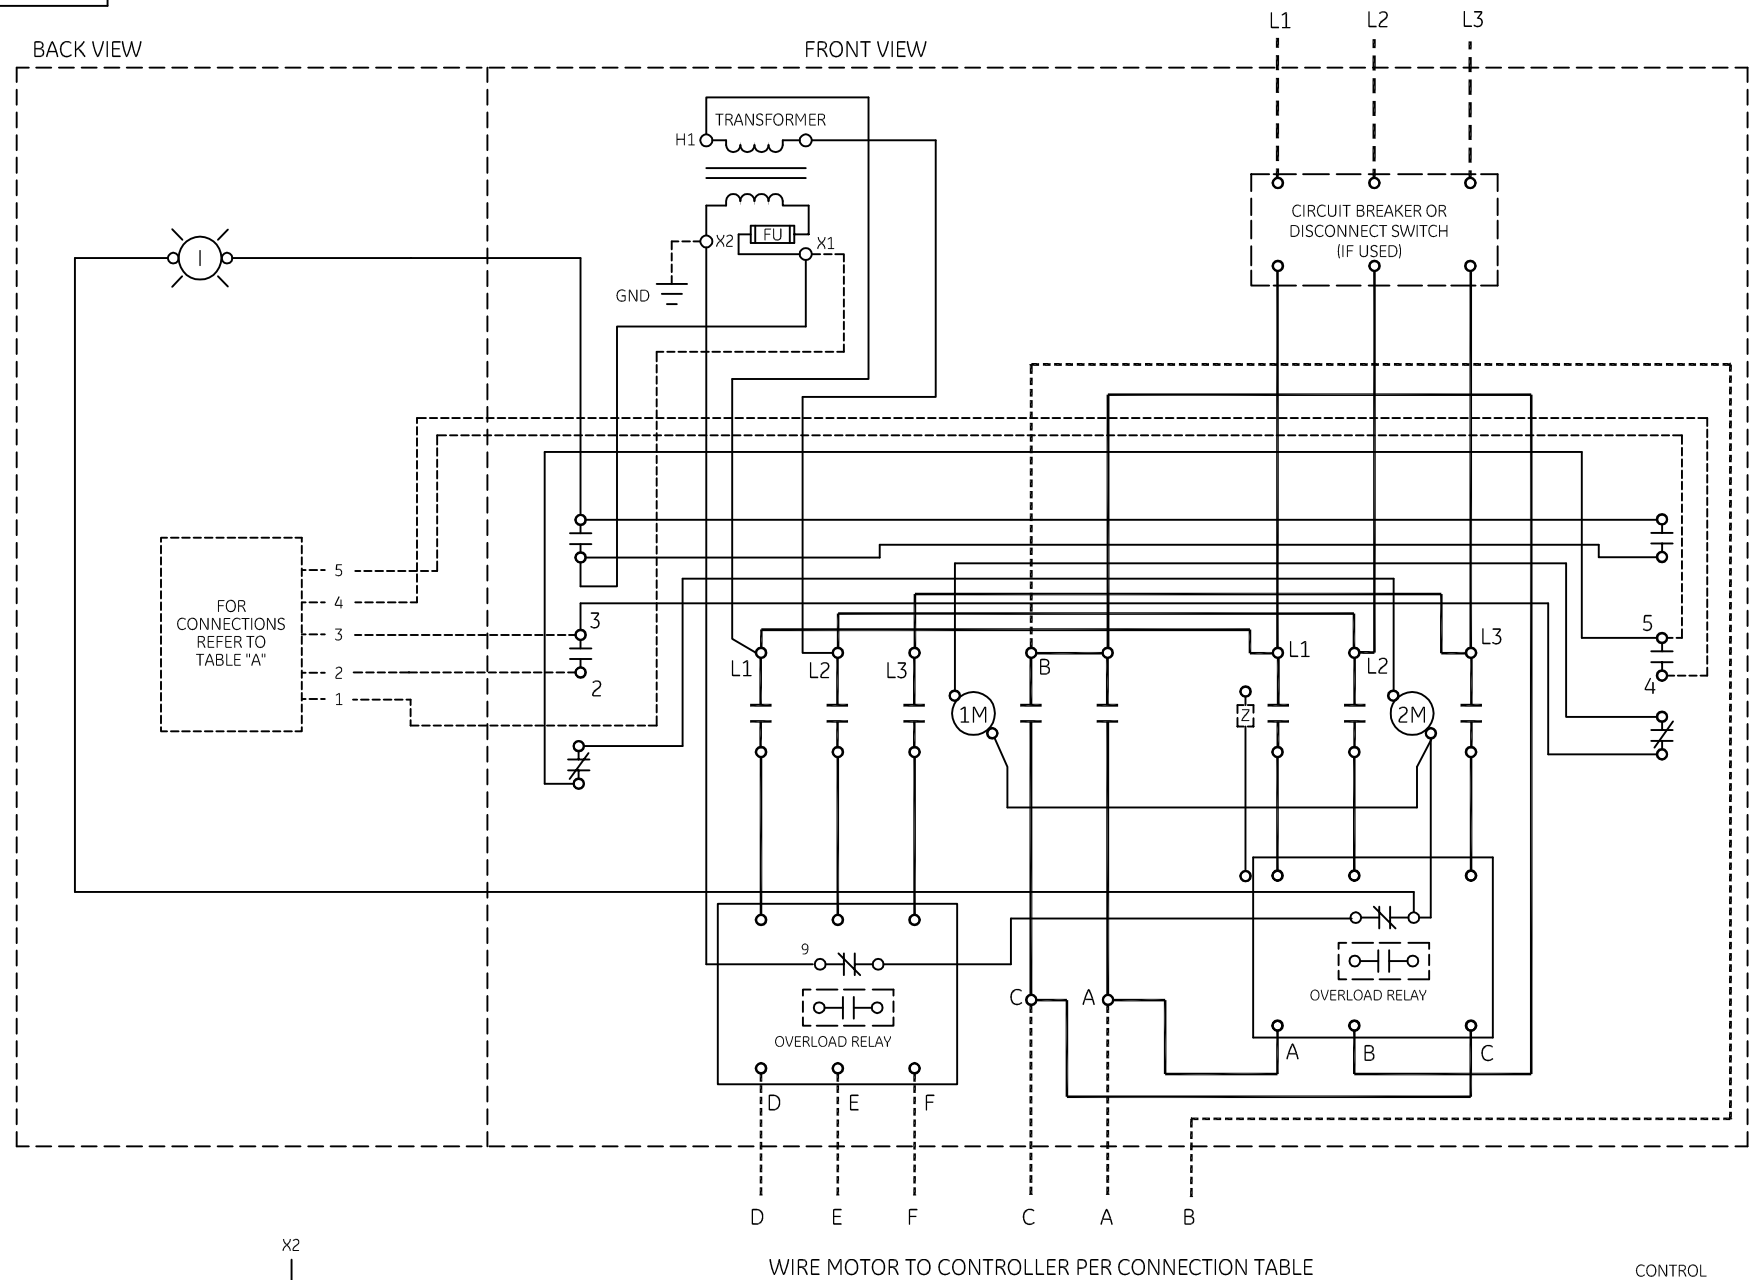 L1 L2 L3
BACK VIEW FRONT VIEW
TRANSFORMER
H1
CIRCUIT BREAKER OR
DISCONNECT SWITCH
(IF USED)
X2 FU X1
I
GND
FOR
CONNECTIONS
REFER TO
TABLE "A"
5
4
3
2
1
3
2
5
4
L1 L2 L3 B L1 L2 L3
1M Z 2M
9
OVERLOAD RELAY
OVERLOAD RELAY
C A
A B C
D E F
D E F C A B
X2
WIRE MOTOR TO CONTROLLER PER CONNECTION TABLE
CONTROL